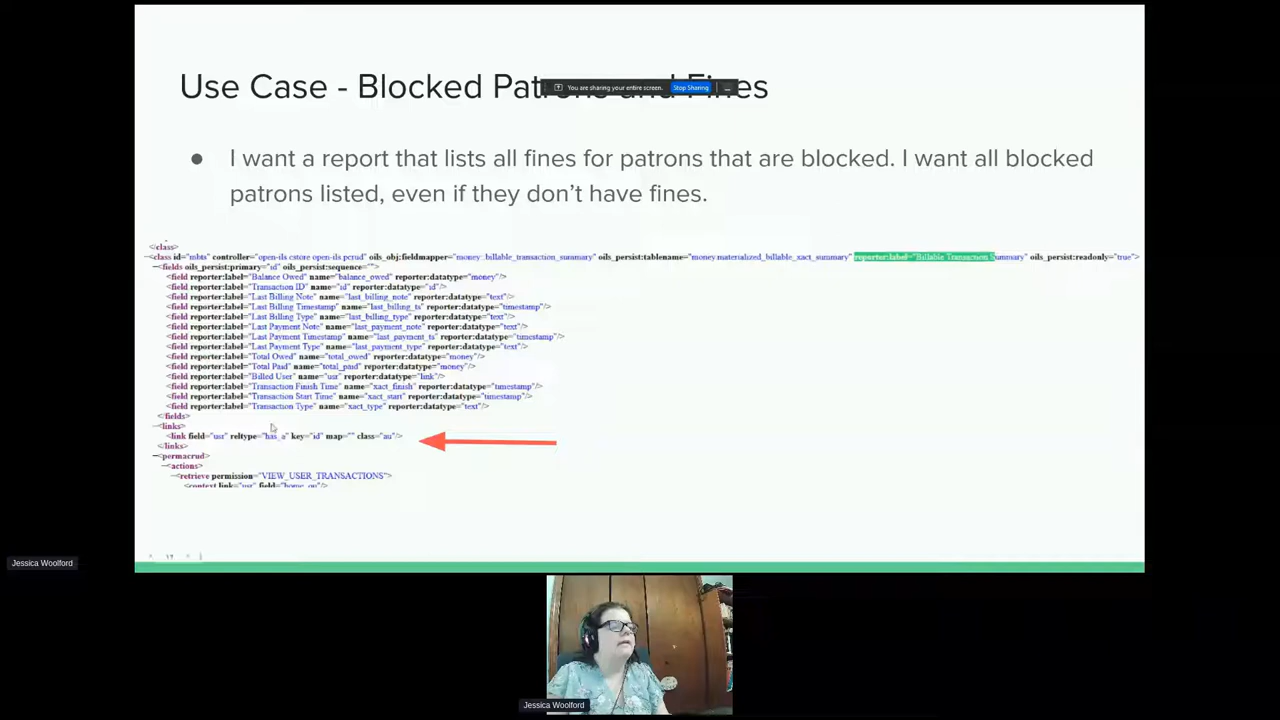 Use Case - Blocked Patrons and Fines
You are sharing your entire screen.
Stop Sharing
● I want a report that lists all fines for patrons that are blocked. I want all blocked
patrons listed, even if they don't have fines.
</class>
−<class id="mbts" controller="open-ils.cstore open-ils.pcrud" oils_obj:fieldmapper="money::billable_transaction_summary" oils_persist:tablename="money.materialized_billable_xact_summary" reporter:label="Billable Transaction Summary" oils_persist:readonly="true">
−<fields oils_persist:primary="id" oils_persist:sequence="">
<field reporter:label="Balance Owed" name="balance_owed" reporter:datatype="money"/>
<field reporter:label="Transaction ID" name="id" reporter:datatype="id"/>
<field reporter:label="Last Billing Note" name="last_billing_note" reporter:datatype="text"/>
<field reporter:label="Last Billing Timestamp" name="last_billing_ts" reporter:datatype="timestamp"/>
<field reporter:label="Last Billing Type" name="last_billing_type" reporter:datatype="text"/>
<field reporter:label="Last Payment Note" name="last_payment_note" reporter:datatype="text"/>
<field reporter:label="Last Payment Timestamp" name="last_payment_ts" reporter:datatype="timestamp"/>
<field reporter:label="Last Payment Type" name="last_payment_type" reporter:datatype="text"/>
<field reporter:label="Total Owed" name="total_owed" reporter:datatype="money"/>
<field reporter:label="Total Paid" name="total_paid" reporter:datatype="money"/>
<field reporter:label="Billed User" name="usr" reporter:datatype="link"/>
<field reporter:label="Transaction Finish Time" name="xact_finish" reporter:datatype="timestamp"/>
<field reporter:label="Transaction Start Time" name="xact_start" reporter:datatype="timestamp"/>
<field reporter:label="Transaction Type" name="xact_type" reporter:datatype="text"/>
</fields>
−<links>
<link field="usr" reltype="has_a" key="id" map="" class="au"/>
</links>
−<permacrud>
−<actions>
−<retrieve permission="VIEW_USER_TRANSACTIONS">
<context link="usr" field="home_ou"/>
Jessica Woolford
Jessica Woolford